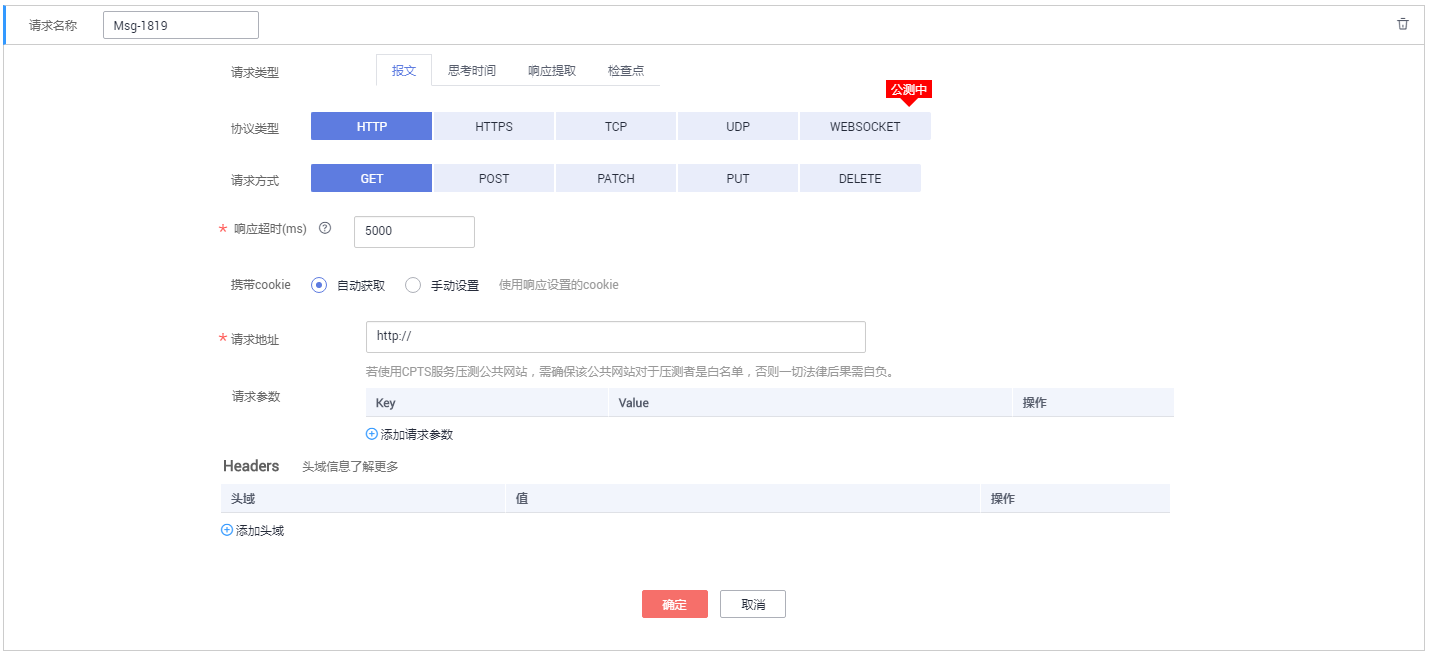 请求名称 Msg-1819
请求类型 报文 思考时间 响应提取 检查点
公测中
协议类型 HTTP HTTPS TCP UDP WEBSOCKET
请求方式 GET POST PATCH PUT DELETE
* 响应超时(ms) ? 5000
携带cookie 自动获取 手动设置 使用响应设置的cookie
* 请求地址 http://
若使用CPTS服务压测公共网站，需确保该公共网站对于压测者是白名单，否则一切法律后果需自负。
请求参数 Key Value 操作
添加请求参数
Headers 头域信息了解更多
头域 值 操作
添加头域
确定 取消